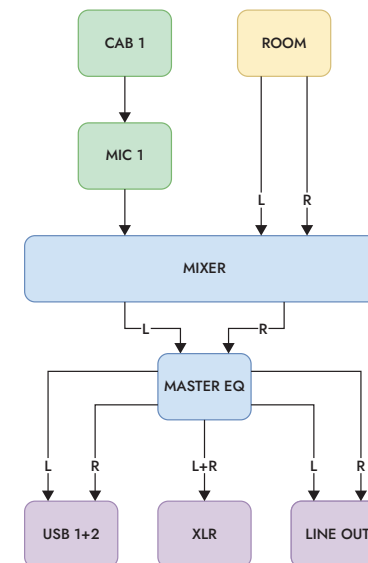 CAB 1
ROOM
MIC 1
L
R
MIXER
L
R
MASTER EQ
L
R
L+R
L
R
USB 1+2
XLR
LINE OUT